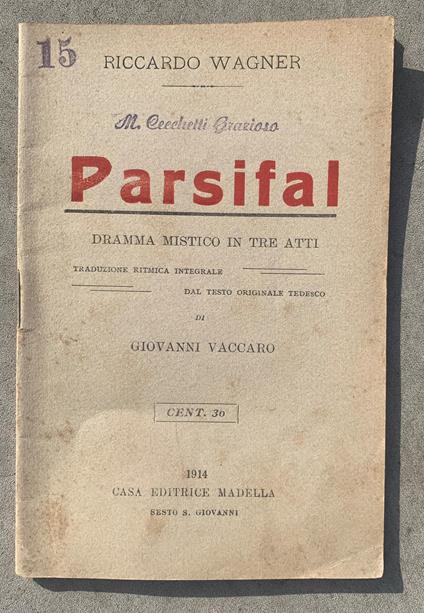 15
RICCARDO WAGNER
M. Cecchetti Grazioso
Parsifal
DRAMMA MISTICO IN TRE ATTI
TRADUZIONE RITMICA INTEGRALE
DAL TESTO ORIGINALE TEDESCO
DI
GIOVANNI VACCARO
CENT. 30
1914
CASA EDITRICE MADELLA
SESTO S. GIOVANNI